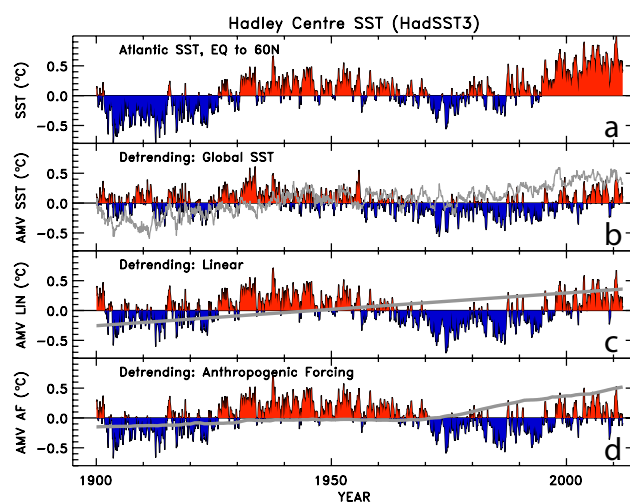 Hadley Centre SST (HadSST3)
Atlantic SST, EQ to 60N
SST (°C)
0.5
0.0
−0.5
a
Detrending: Global SST
AMV SST (°C)
0.5
0.0
−0.5
b
Detrending: Linear
AMV LIN (°C)
0.5
0.0
−0.5
c
Detrending: Anthropogenic Forcing
AMV AF (°C)
0.5
0.0
−0.5
d
1900 1950 2000
YEAR